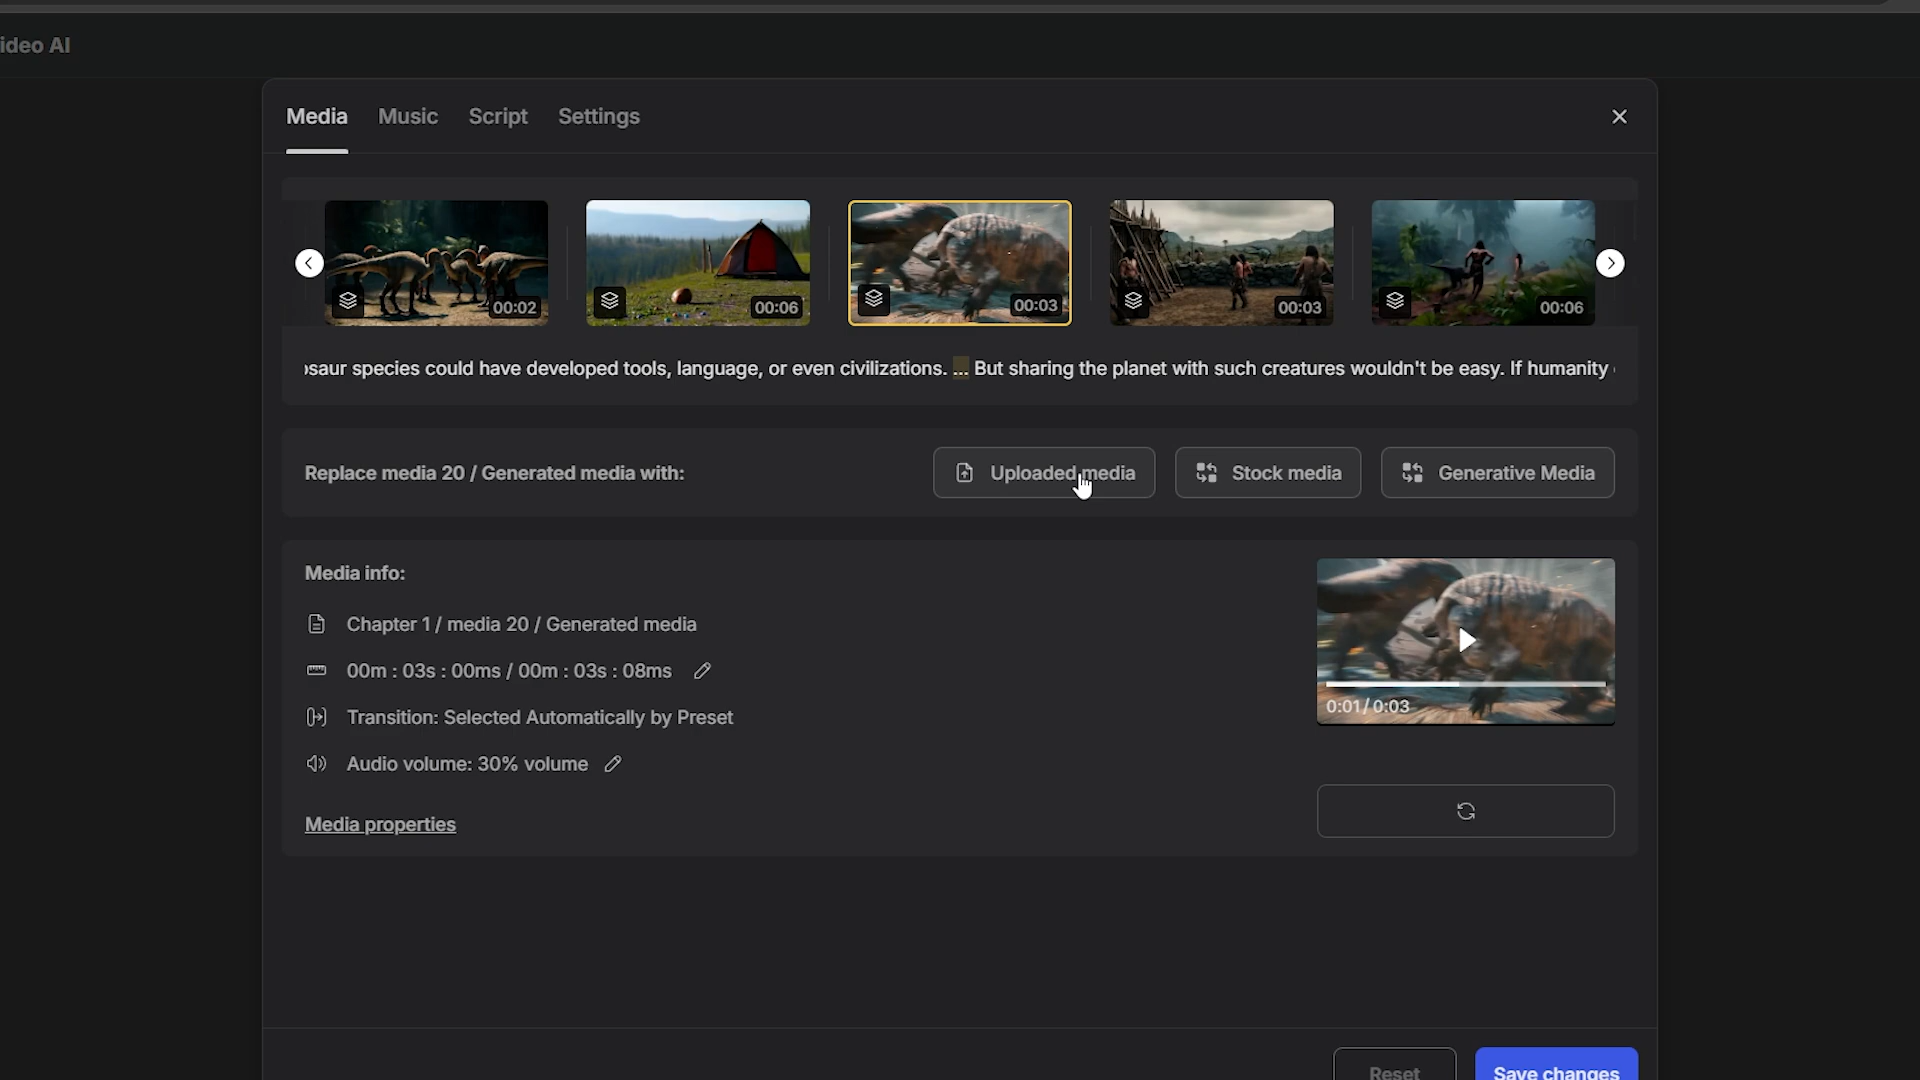 ideo AI
Media Music Script Settings
00:02 00:06 00:03 00:03 00:06
osaur species could have developed tools, language, or even civilizations. ... But sharing the planet with such creatures wouldn't be easy. If humanity
Replace media 20 / Generated media with: Uploaded media Stock media Generative Media
Media info:
Chapter 1 / media 20 / Generated media
00m : 03s : 00ms / 00m : 03s : 08ms
Transition: Selected Automatically by Preset
Audio volume: 30% volume
Media properties
0:01 / 0:03
Reset Save changes